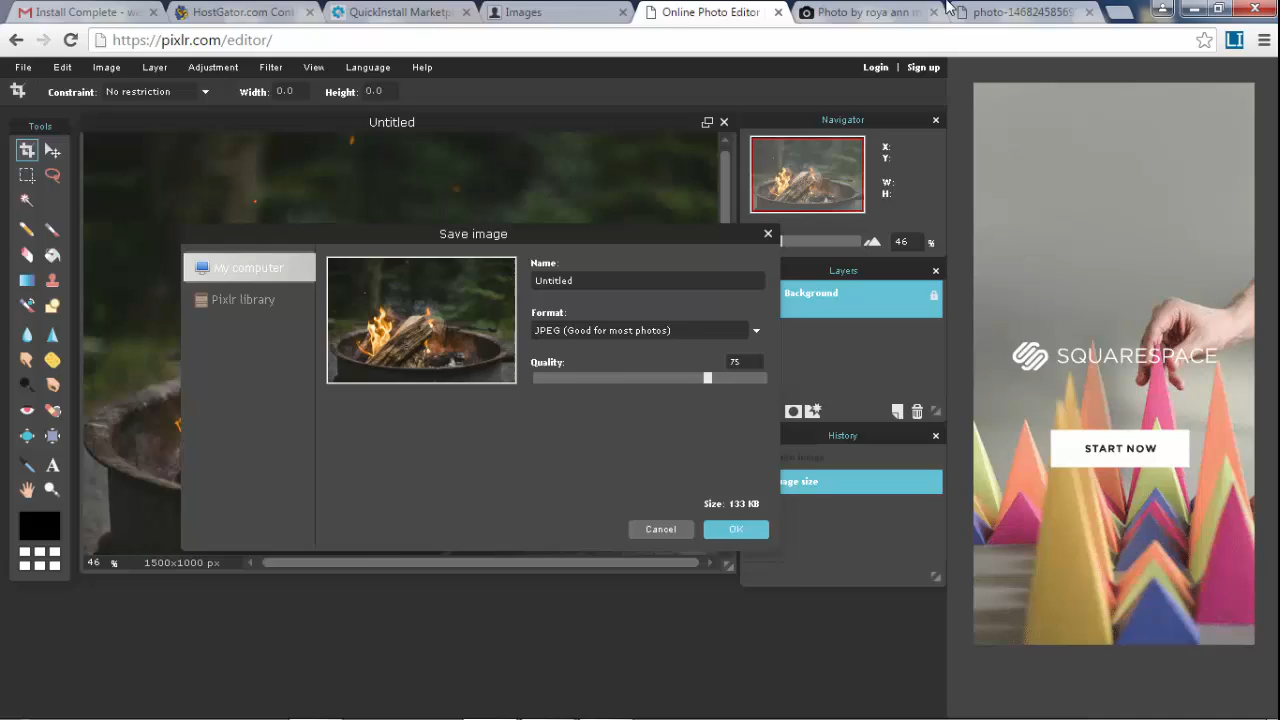 Install Complete - we
HostGator.com Con
QuickInstall Marketp
Images
Online Photo Editor
Photo by roya ann m
photo-14682458569
https://pixlr.com/editor/
File Edit Image Layer Adjustment Filter View Language Help
Login | Sign up
Constraint: No restriction Width: 0.0 Height: 0.0
Tools
Untitled
Navigator
X:
Y:
W:
H:
46 %
Save image
My computer
Pixlr library
Name:
Untitled
Format:
JPEG (Good for most photos)
Quality: 75
Size: 133 KB
Cancel OK
Layers
Background
History
age size
46 % 1500x1000 px
A
LI
SQUARESPACE
START NOW